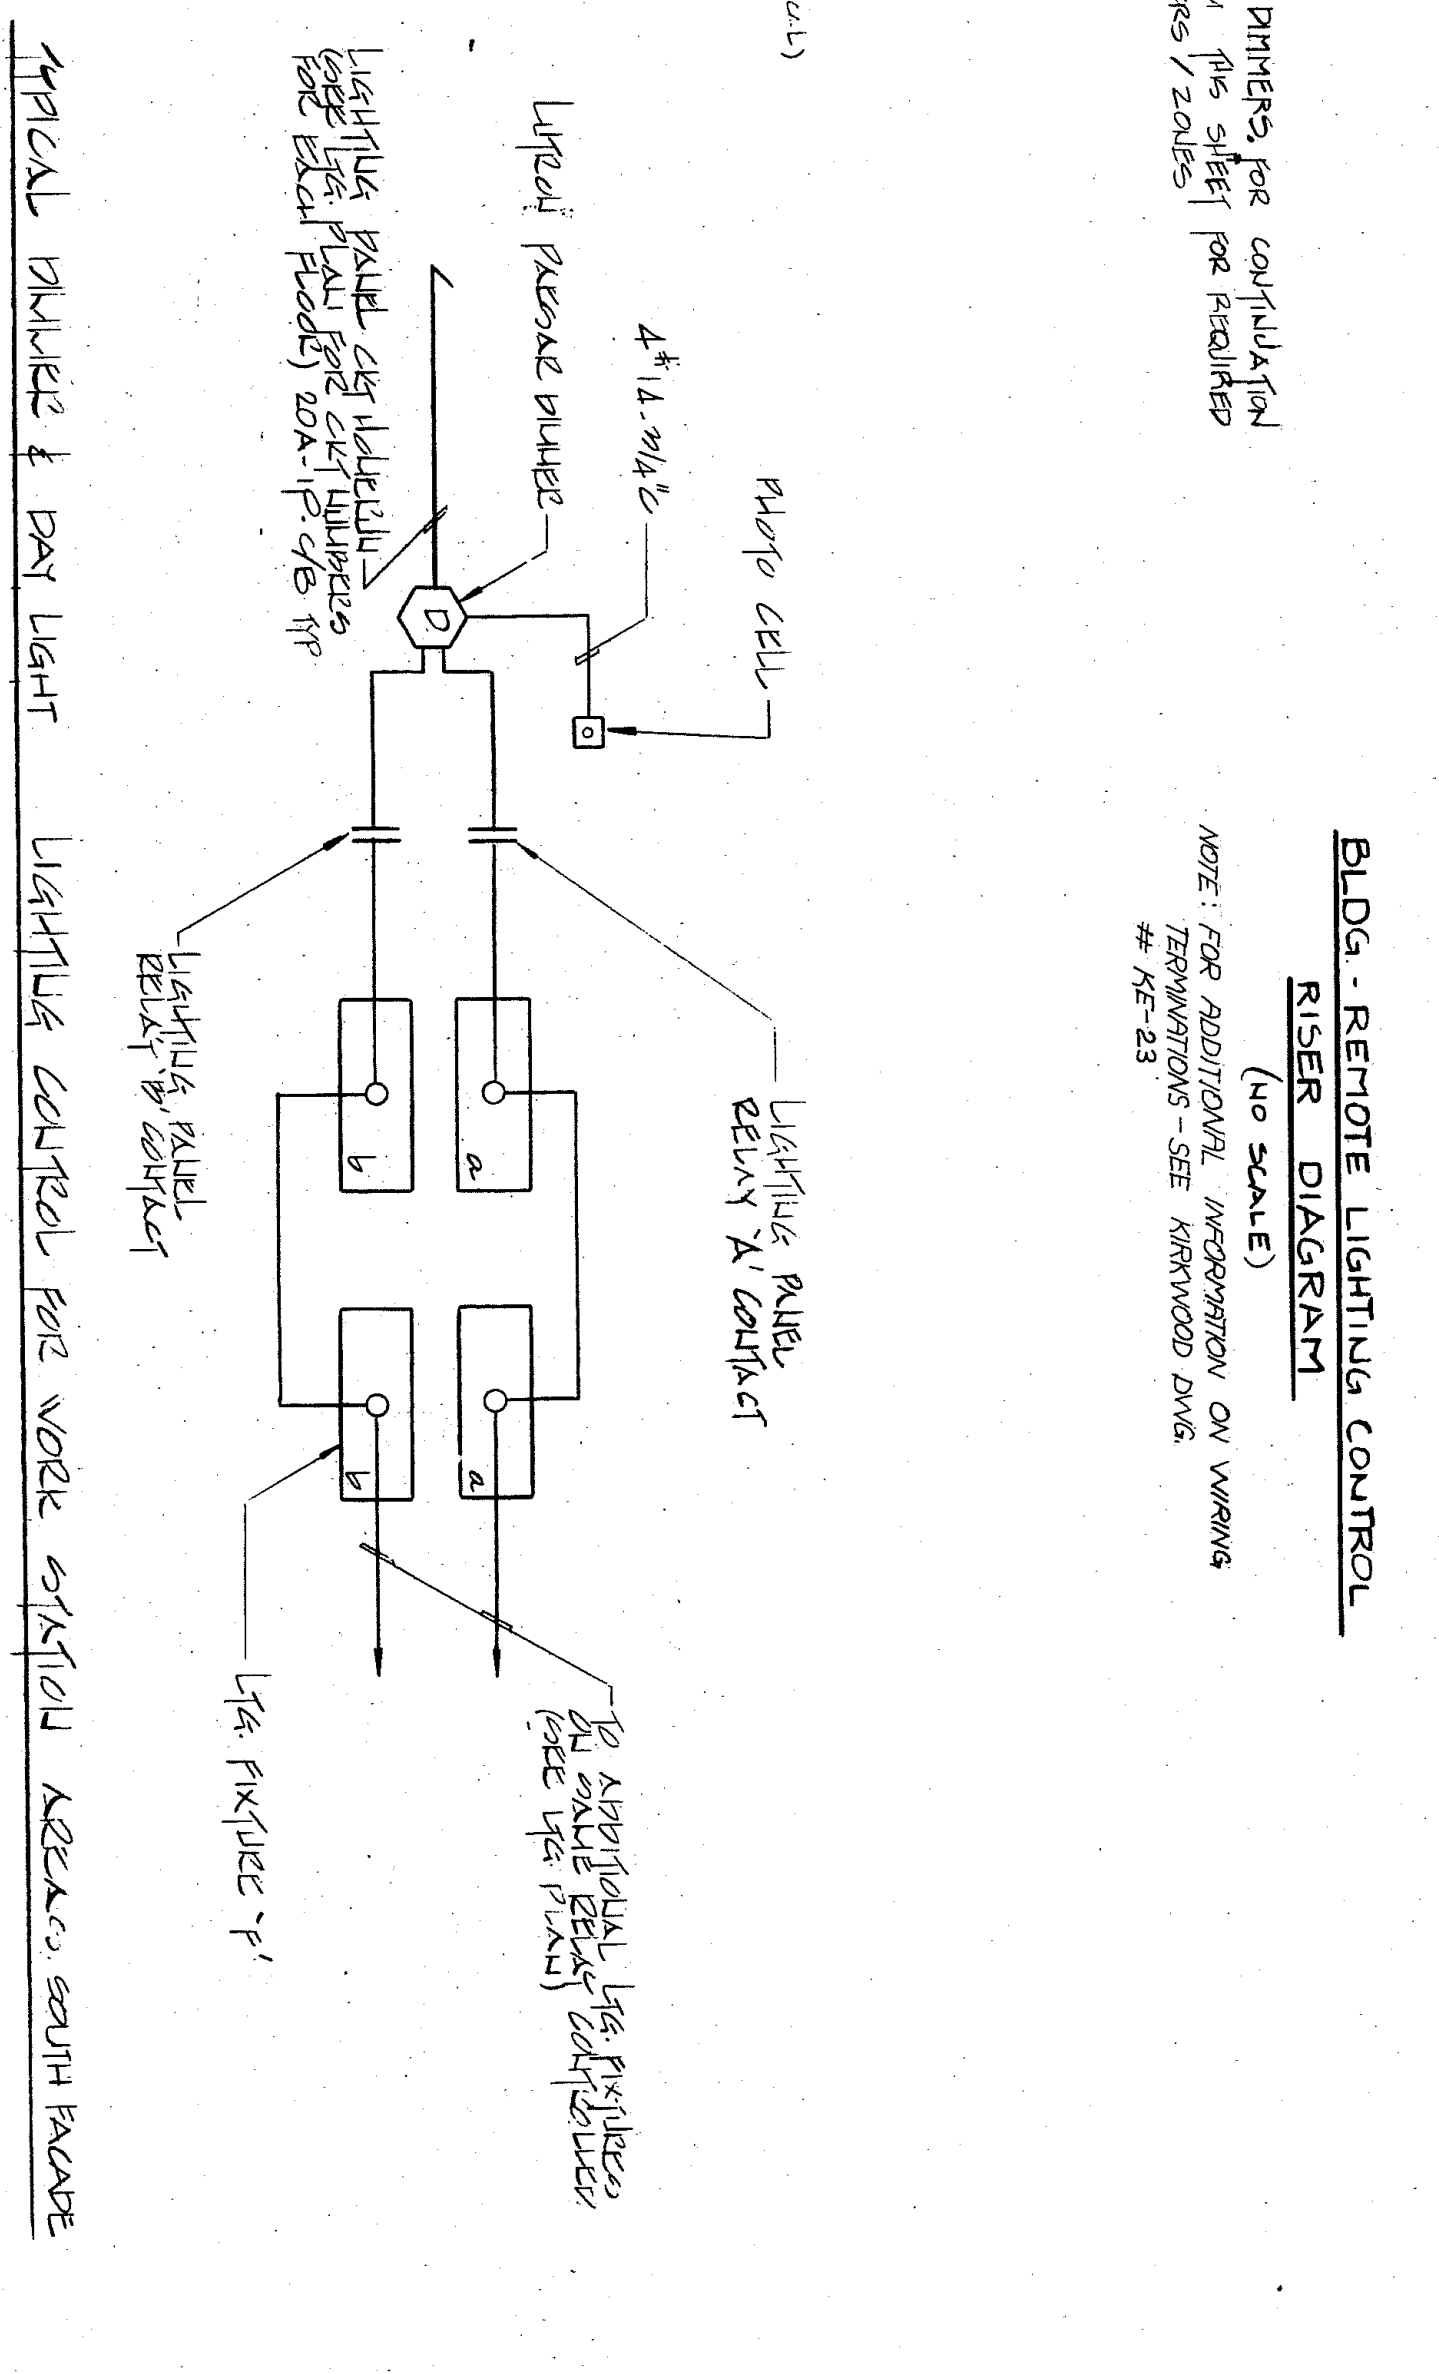 DIMMERS. FOR CONTINUATION
THIS SHEET FOR REQUIRED
/ ZONES
BLDG. - REMOTE LIGHTING CONTROL
RISER DIAGRAM
(NO SCALE)
NOTE: FOR ADDITIONAL INFORMATION ON WIRING
TERMINATIONS - SEE KIRKWOOD DWG.
# KE-23
PHOTO CELL
4#14-3/4"C
LUTRON PAESAR DIMMER
LIGHTING PANEL CKT HOMERUN
(SEE LTG. PLAN FOR CKT NUMBERS
FOR EACH FLOOR) 20A-1P. C/B TYP
D
LIGHTING PANEL
RELAY 'A' CONTACT
a
a
b
b
TO ADDITIONAL LTG. FIXTURES
ON SAME RELAY CONTROLLED
(SEE LTG. PLAN)
LIGHTING PANEL
RELAY 'B' CONTACT
LTG. FIXTURE 'F'
TYPICAL DIMMER & DAY LIGHT LIGHTING CONTROL FOR WORK STATION AREAS. SOUTH FACADE